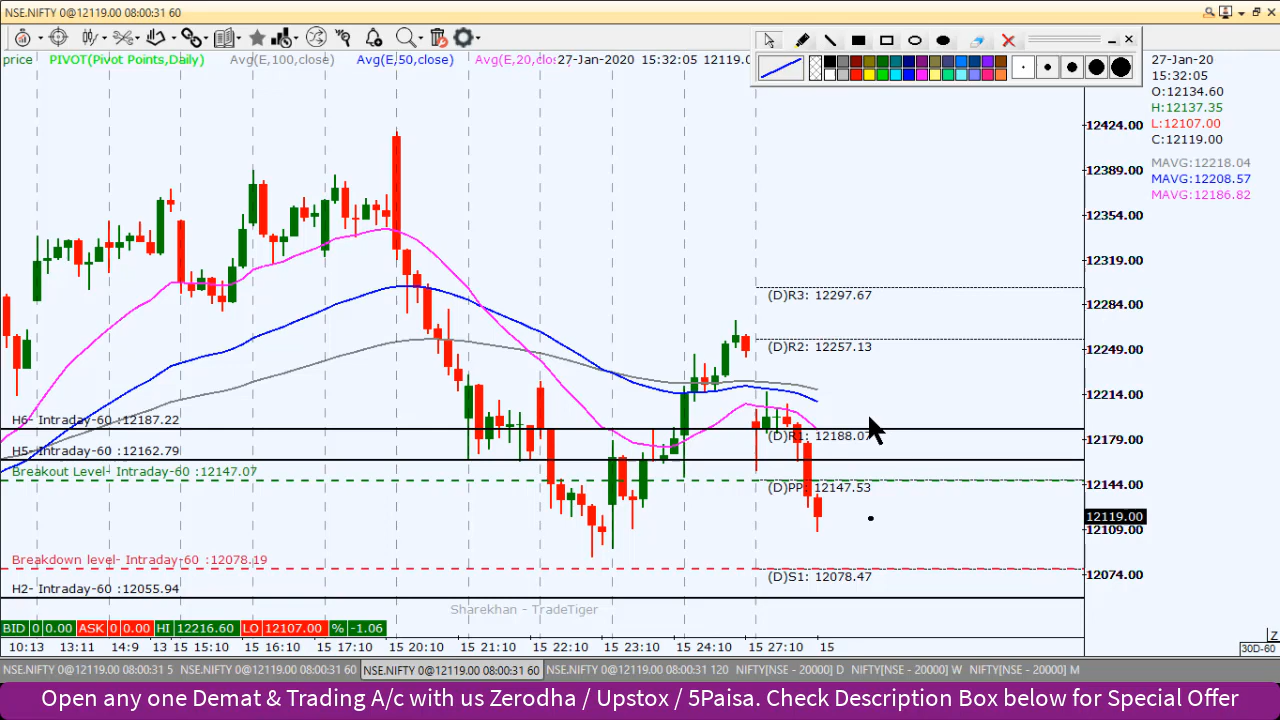 NSE.NIFTY 0@12119.00 08:00:31 60
price PIVOT(Pivot Points,Daily) Avg(E,100,close) Avg(E,50,close) Avg(E,20,clos 27-Jan-2020 15:32:05 12119.0
27-Jan-20
15:32:05
O:12134.60
H:12137.35
L:12107.00
C:12119.00
MAVG:12218.04
MAVG:12208.57
MAVG:12186.82
12424.00
12389.00
12354.00
12319.00
12284.00
12249.00
12214.00
12179.00
12144.00
12119.00
12109.00
12074.00
(D)R3: 12297.67
(D)R2: 12257.13
H6- Intraday-60 :12187.22
(D)R1: 12188.07
H5- Intraday-60 :12162.79
Breakout Level- Intraday-60 :12147.07
(D)PP: 12147.53
Breakdown level- Intraday-60 :12078.19
(D)S1: 12078.47
H2- Intraday-60 :12055.94
Sharekhan - TradeTiger
BID 0 0.00 ASK 0 0.00 HI 12216.60 LO 12107.00 % -1.06
Z
10:13 13:11 14:9 13 15 15:10 15 16:10 15 17:10 15 20:10 15 21:10 15 22:10 15 23:10 15 24:10 15 27:10 15
30D-60
NSE.NIFTY 0@12119.00 08:00:31 5 NSE.NIFTY 0@12119.00 08:00:31 60 NSE.NIFTY 0@12119.00 08:00:31 60 NSE.NIFTY 0@12119.00 08:00:31 120 NIFTY[NSE - 20000] D NIFTY[NSE - 20000] W NIFTY[NSE - 20000] M
Open any one Demat & Trading A/c with us Zerodha / Upstox / 5Paisa. Check Description Box below for Special Offer